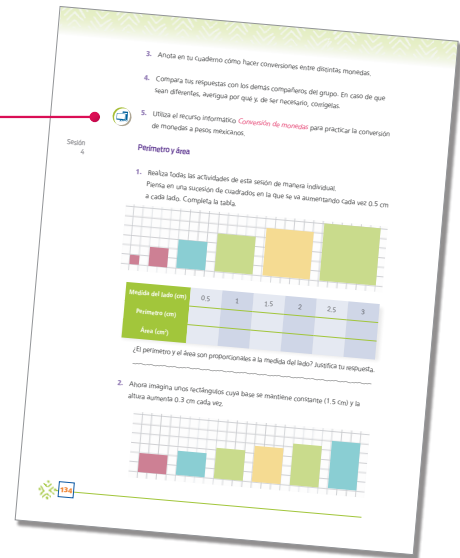 3. Anota en tu cuaderno cómo hacer conversiones entre distintas monedas.
4. Compara tus respuestas con los demás compañeros del grupo. En caso de que
sean diferentes, averigua por qué y, de ser necesario, corrígelas.
5. Utiliza el recurso informático Conversión de monedas para practicar la conversión
de monedas a pesos mexicanos.
Sesión
4
Perímetro y área
1. Realiza todas las actividades de esta sesión de manera individual.
Piensa en una sucesión de cuadrados en la que se va aumentando cada vez 0.5 cm
a cada lado. Completa la tabla.
Medida del lado (cm) 0.5 1 1.5 2 2.5 3
Perímetro (cm)
Área (cm²)
¿El perímetro y el área son proporcionales a la medida del lado? Justifica tu respuesta.
2. Ahora imagina unos rectángulos cuya base se mantiene constante (1.5 cm) y la
altura aumenta 0.3 cm cada vez.
134